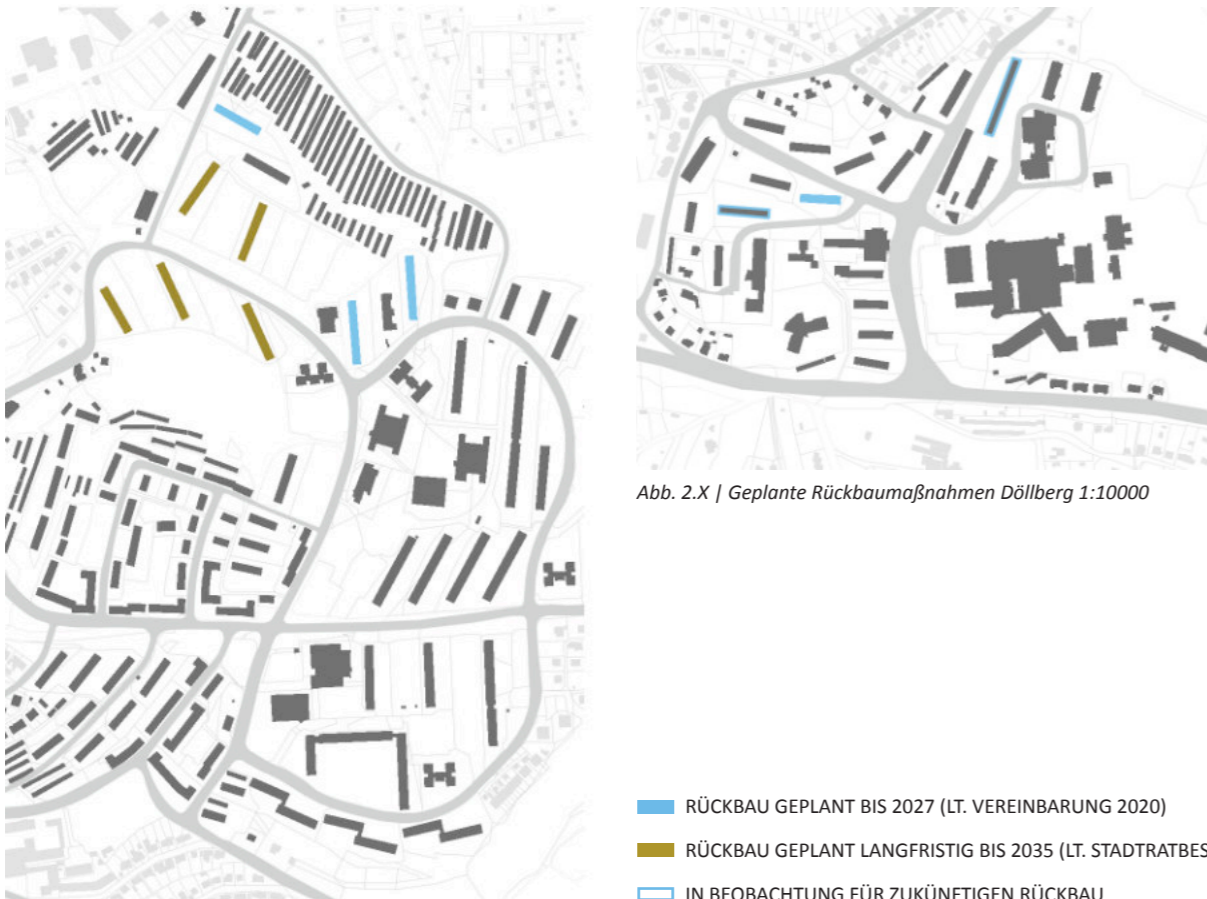 Abb. 2.X | Geplante Rückbaumaßnahmen Döllberg 1:10000
RÜCKBAU GEPLANT BIS 2027 (LT. VEREINBARUNG 2020)
RÜCKBAU GEPLANT LANGFRISTIG BIS 2035 (LT. STADTRATBES
IN BEOBACHTUNG FÜR ZUKÜNFTIGEN RÜCKBAU